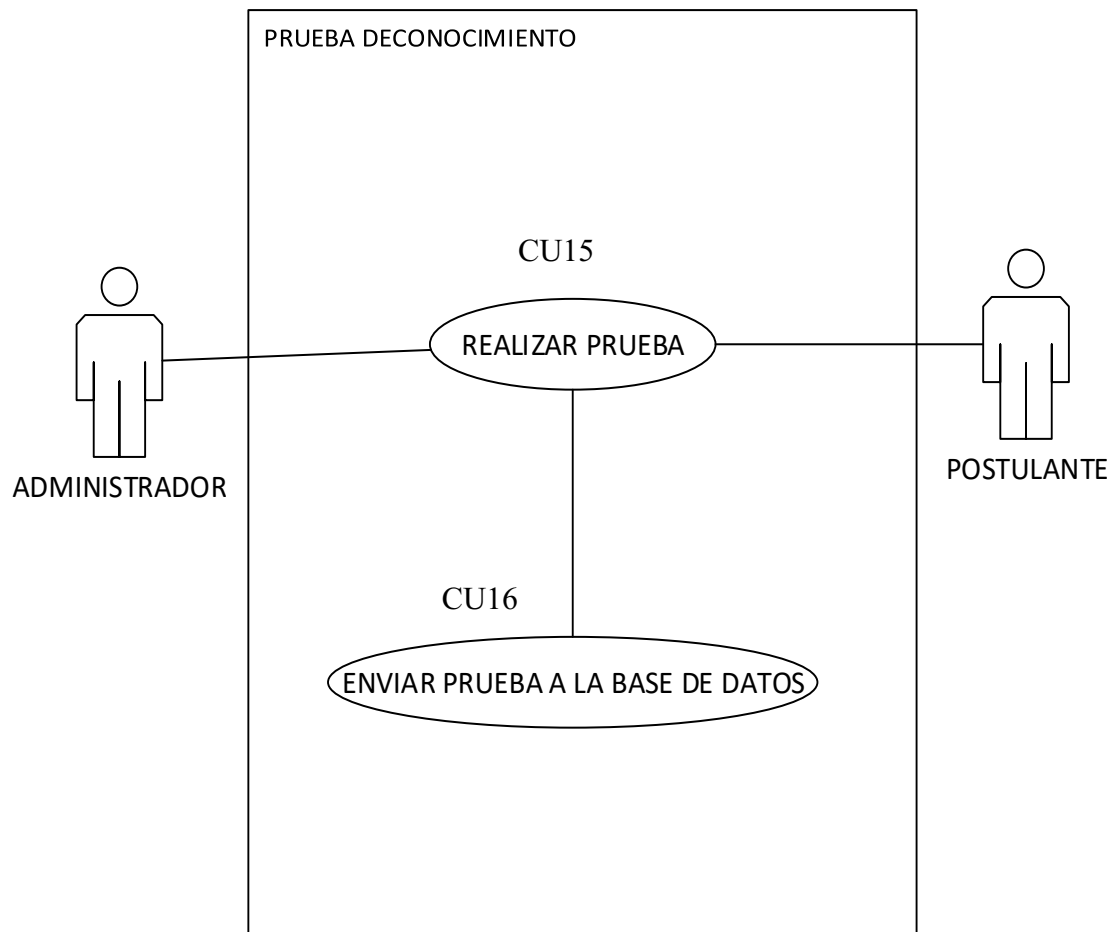 PRUEBA DECONOCIMIENTO
CU15
REALIZAR PRUEBA
ADMINISTRADOR
POSTULANTE
CU16
ENVIAR PRUEBA A LA BASE DE DATOS